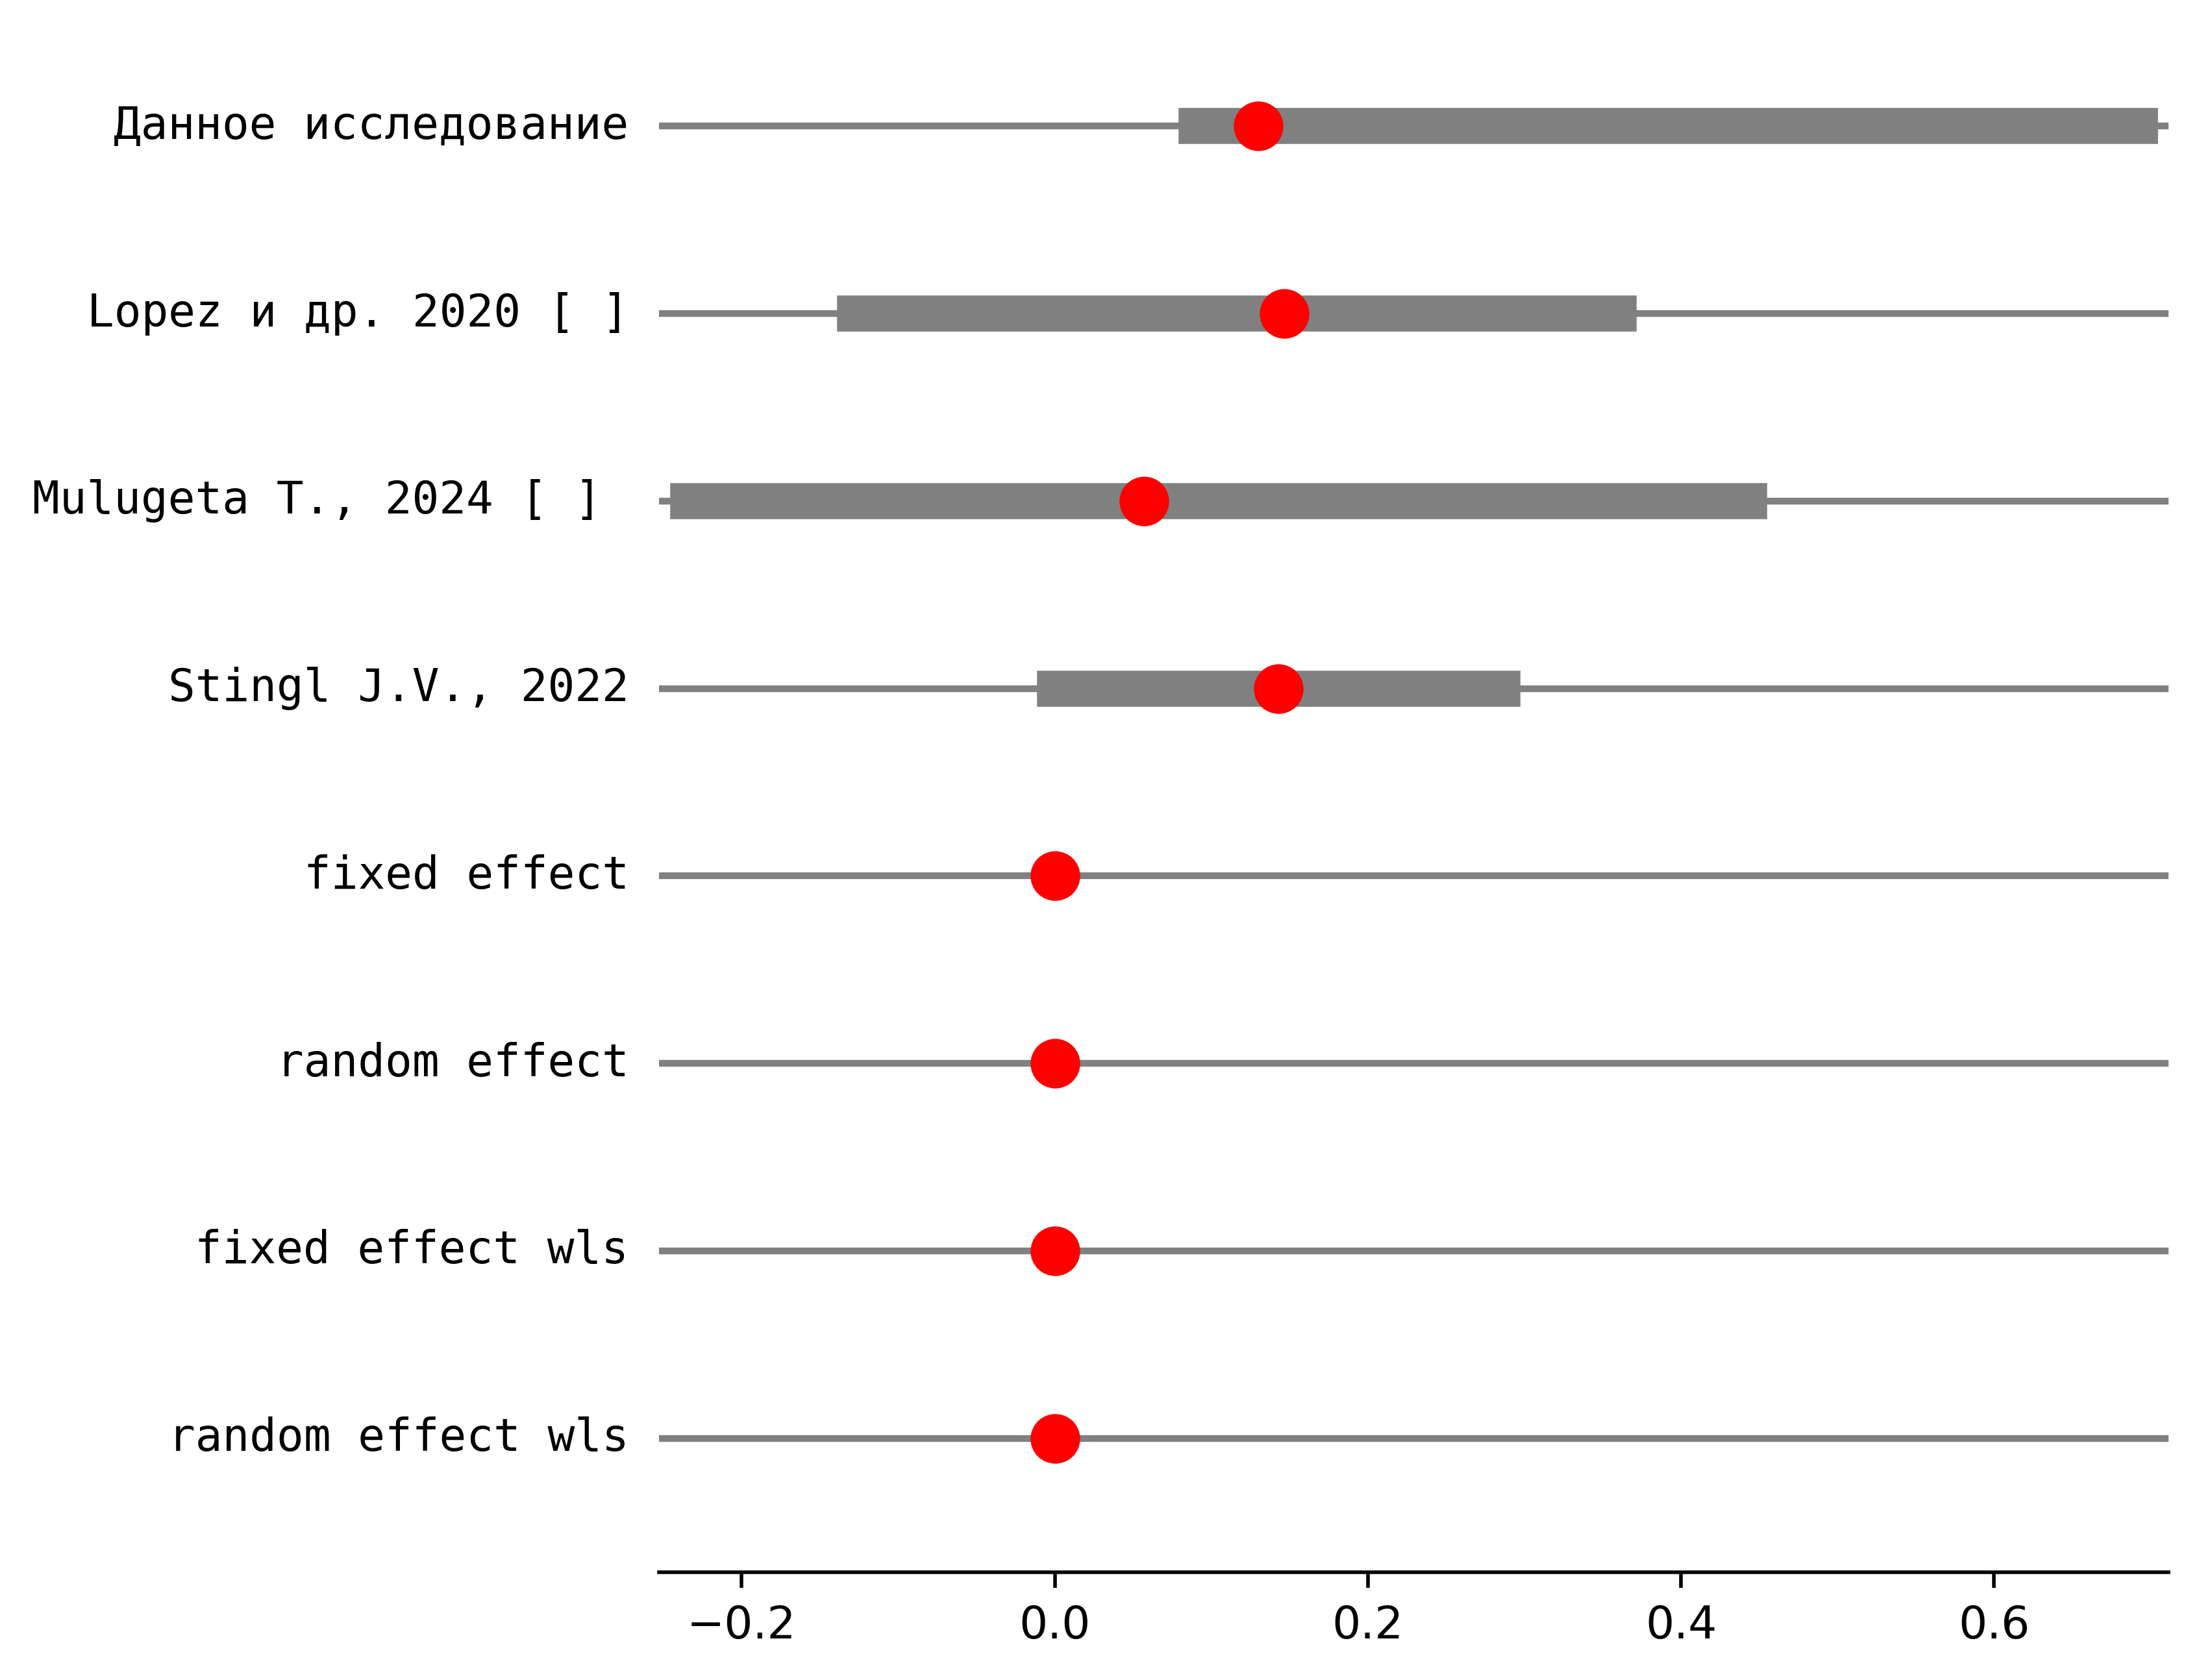 Данное исследование
Lopez и др. 2020 [ ]
Mulugeta T., 2024 [ ]
Stingl J.V., 2022
fixed effect
random effect
fixed effect wls
random effect wls
−0.2 0.0 0.2 0.4 0.6